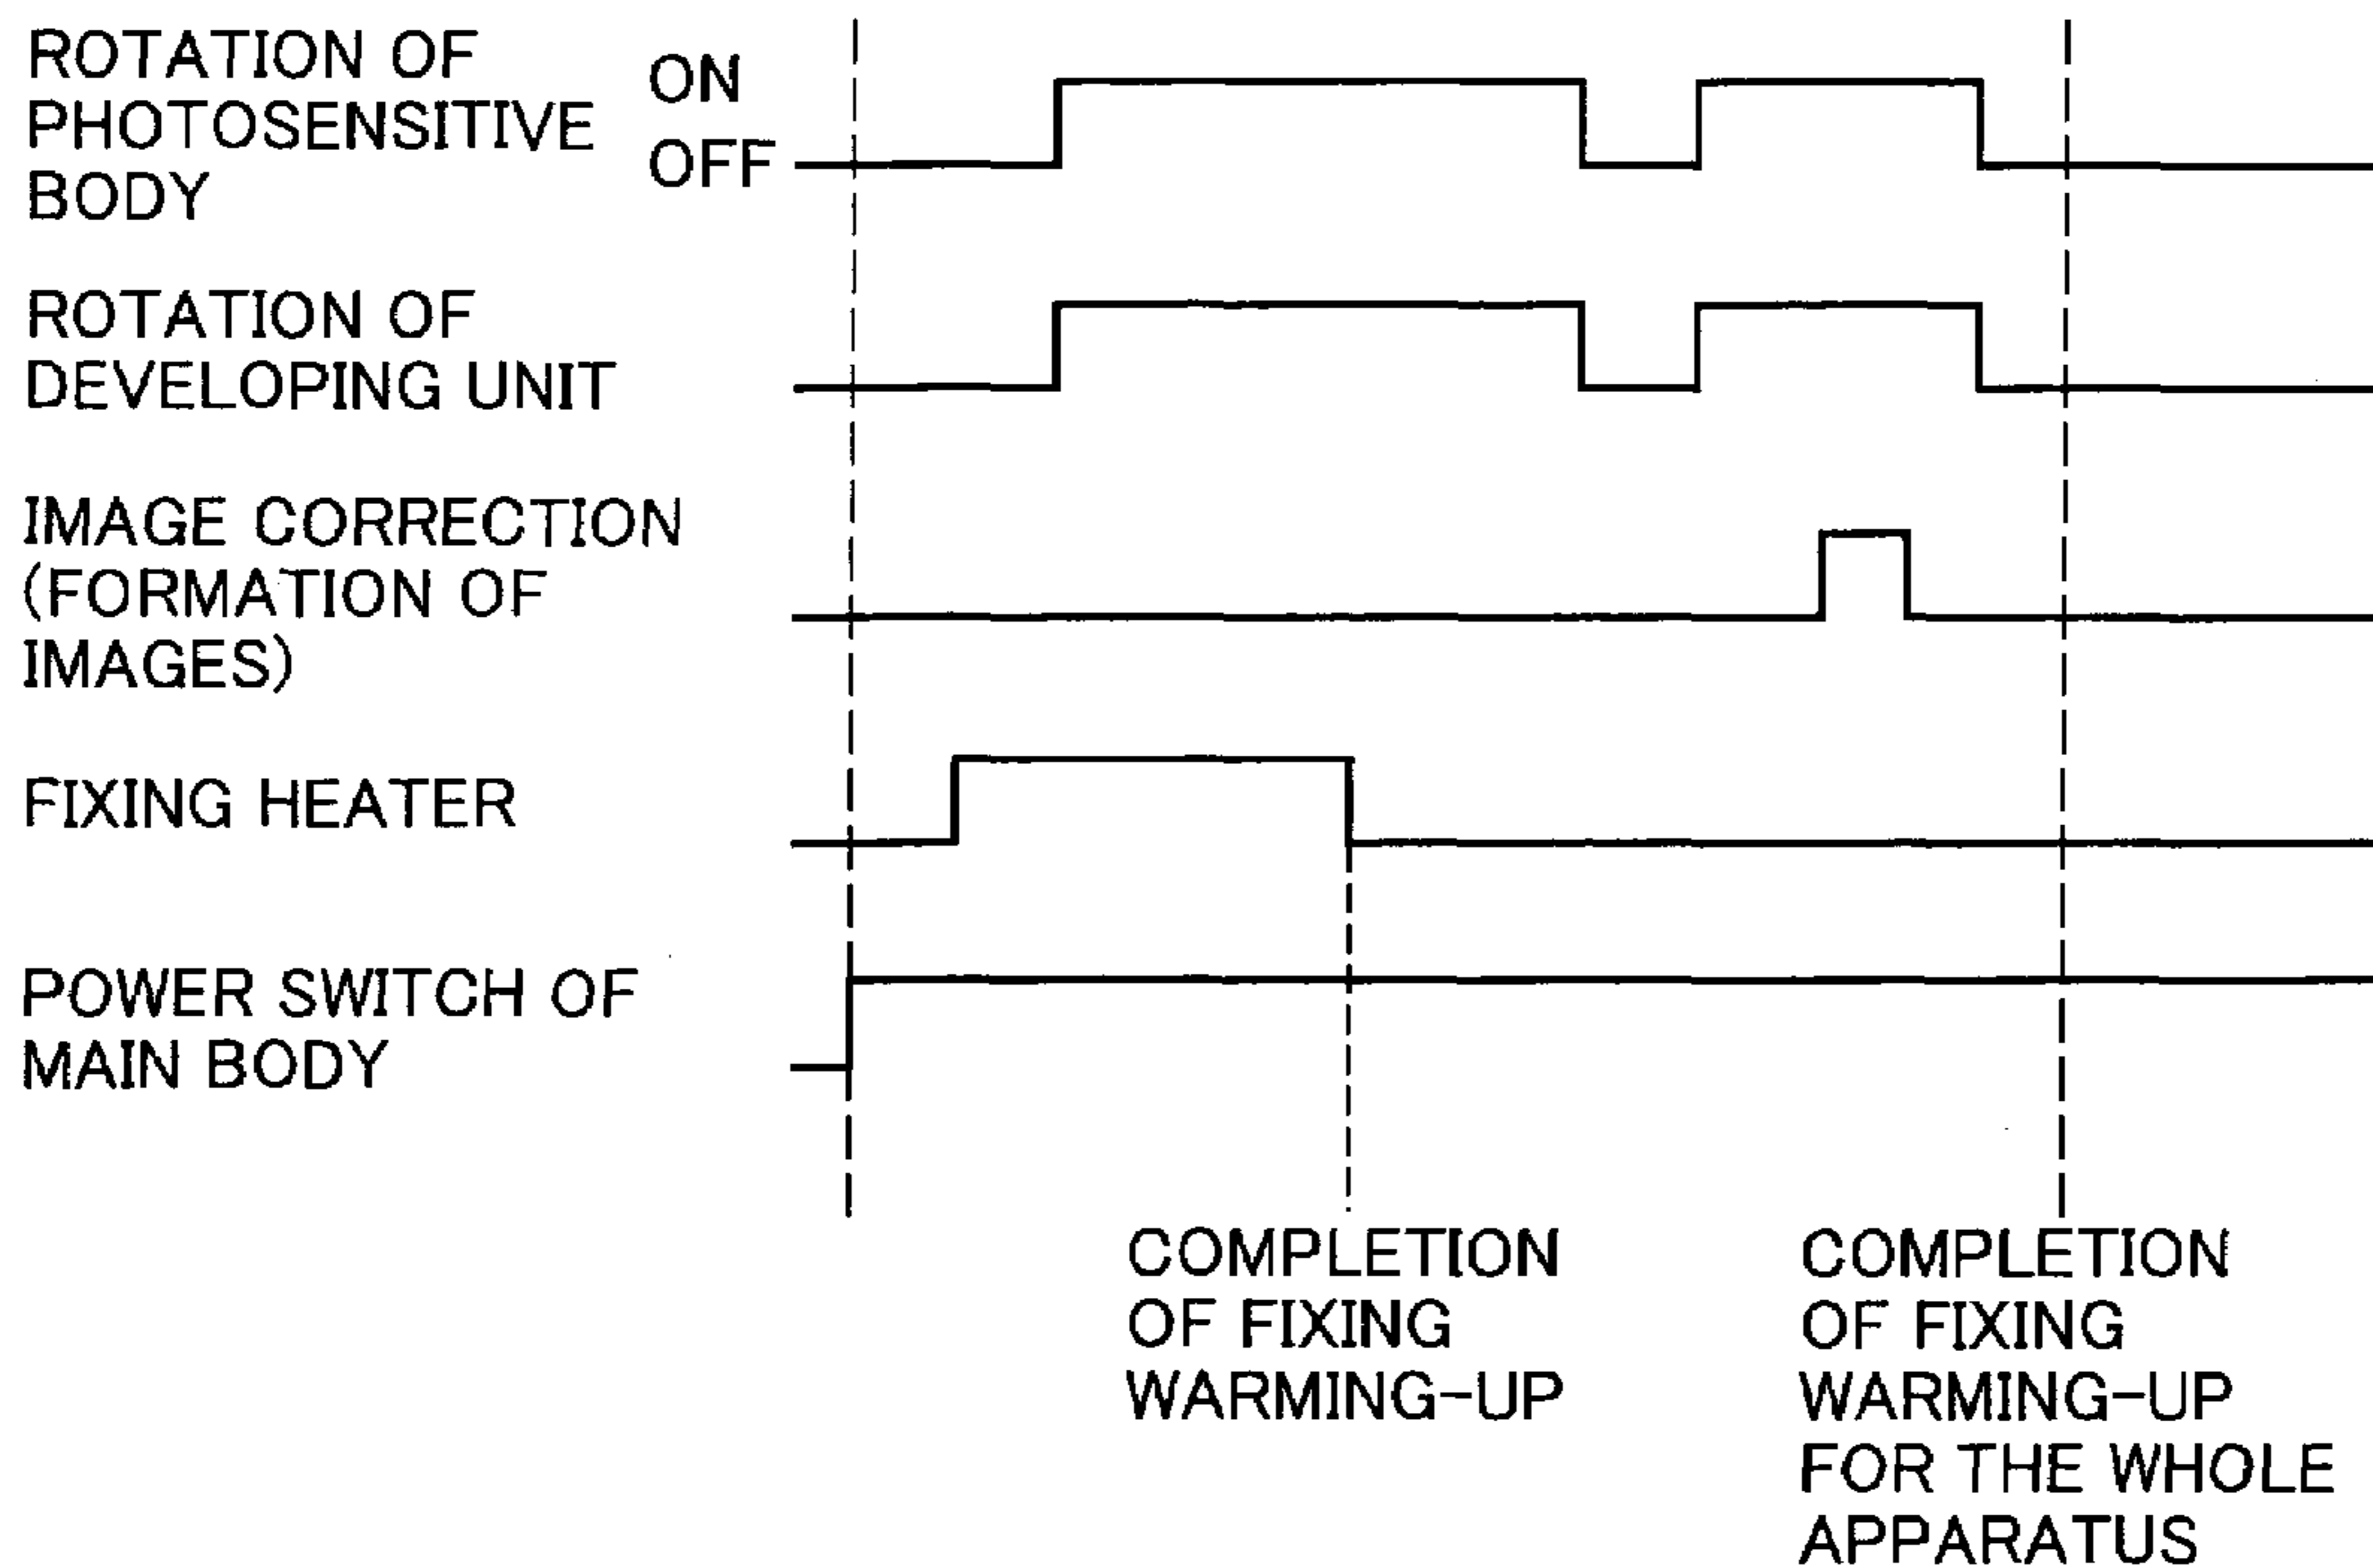 ROTATION OF
PHOTOSENSITIVE
BODY
ON
OFF
ROTATION OF
DEVELOPING UNIT
IMAGE CORRECTION
(FORMATION OF
IMAGES)
FIXING HEATER
POWER SWITCH OF
MAIN BODY
COMPLETION
OF FIXING
WARMING-UP
COMPLETION
OF FIXING
WARMING-UP
FOR THE WHOLE
APPARATUS